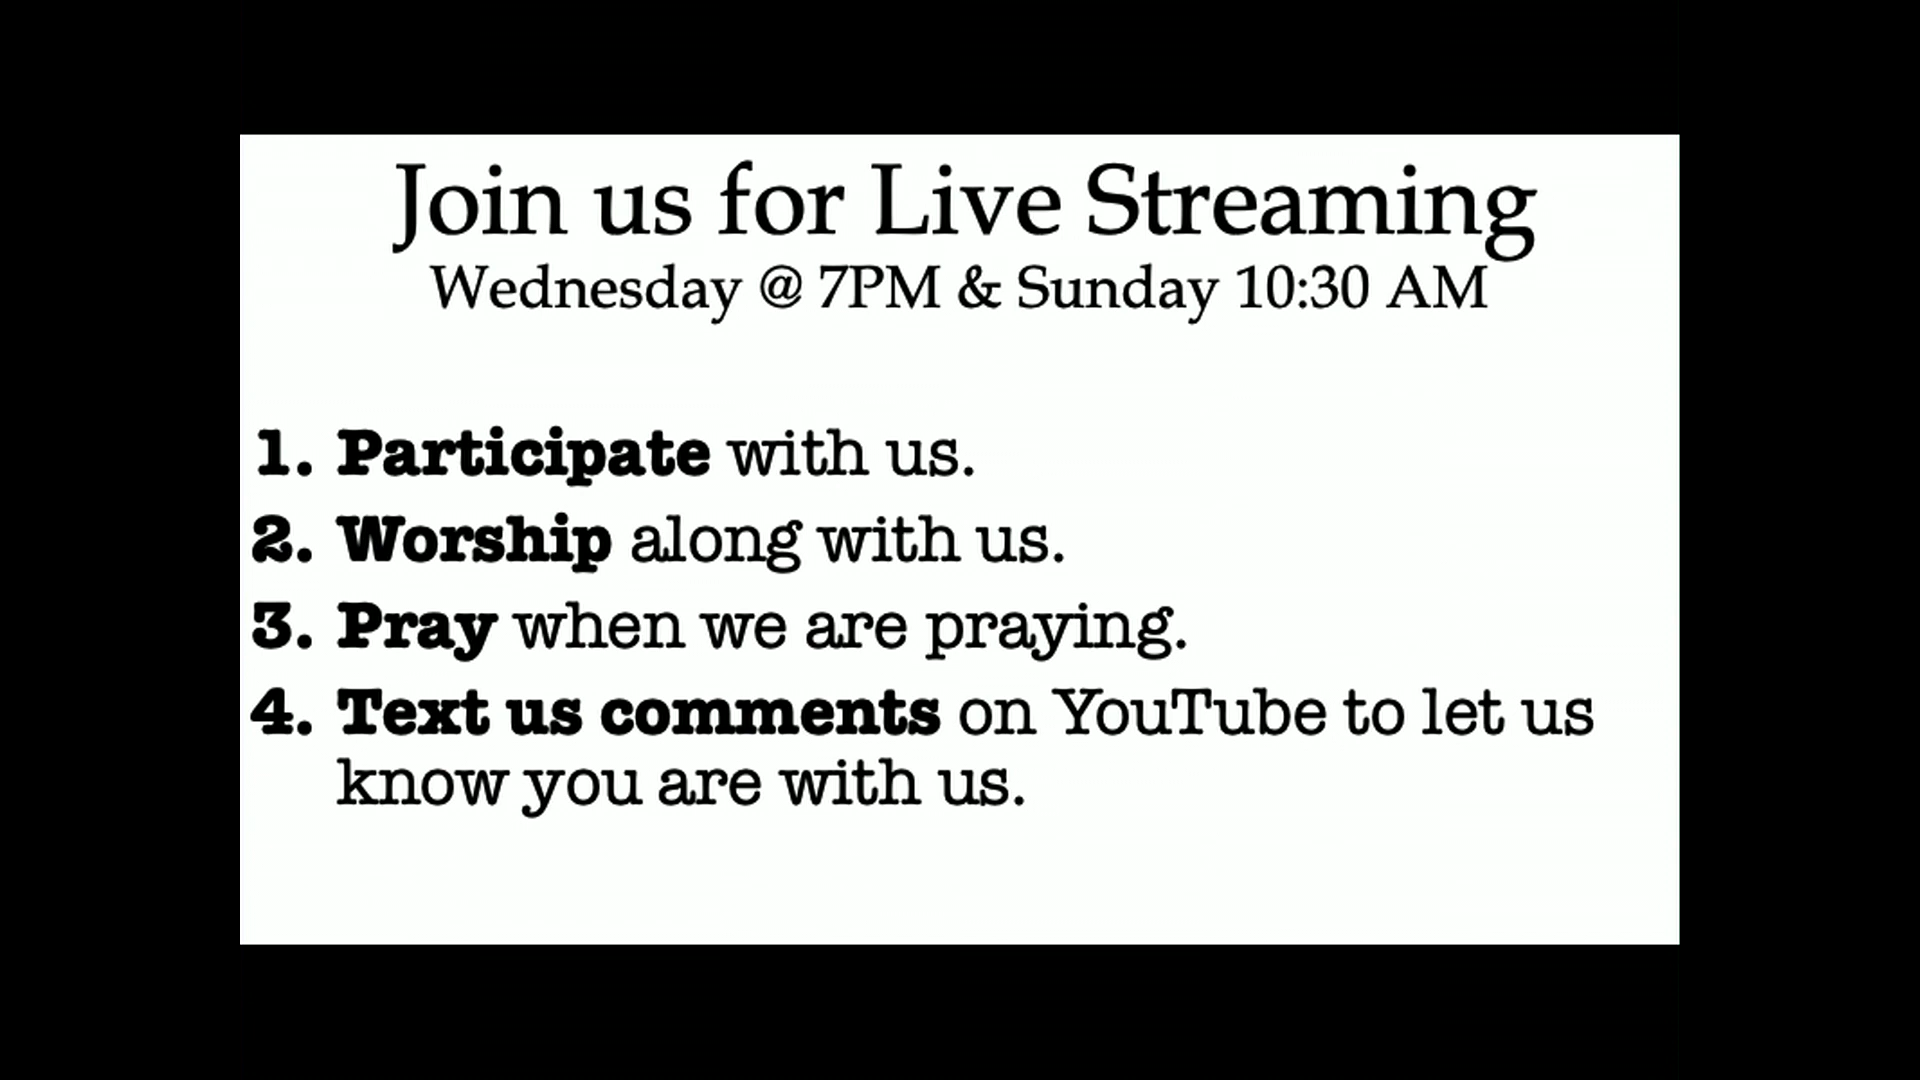 Join us for Live Streaming
Wednesday @ 7PM & Sunday 10:30 AM
1. Participate with us.
2. Worship along with us.
3. Pray when we are praying.
4. Text us comments on YouTube to let us
know you are with us.